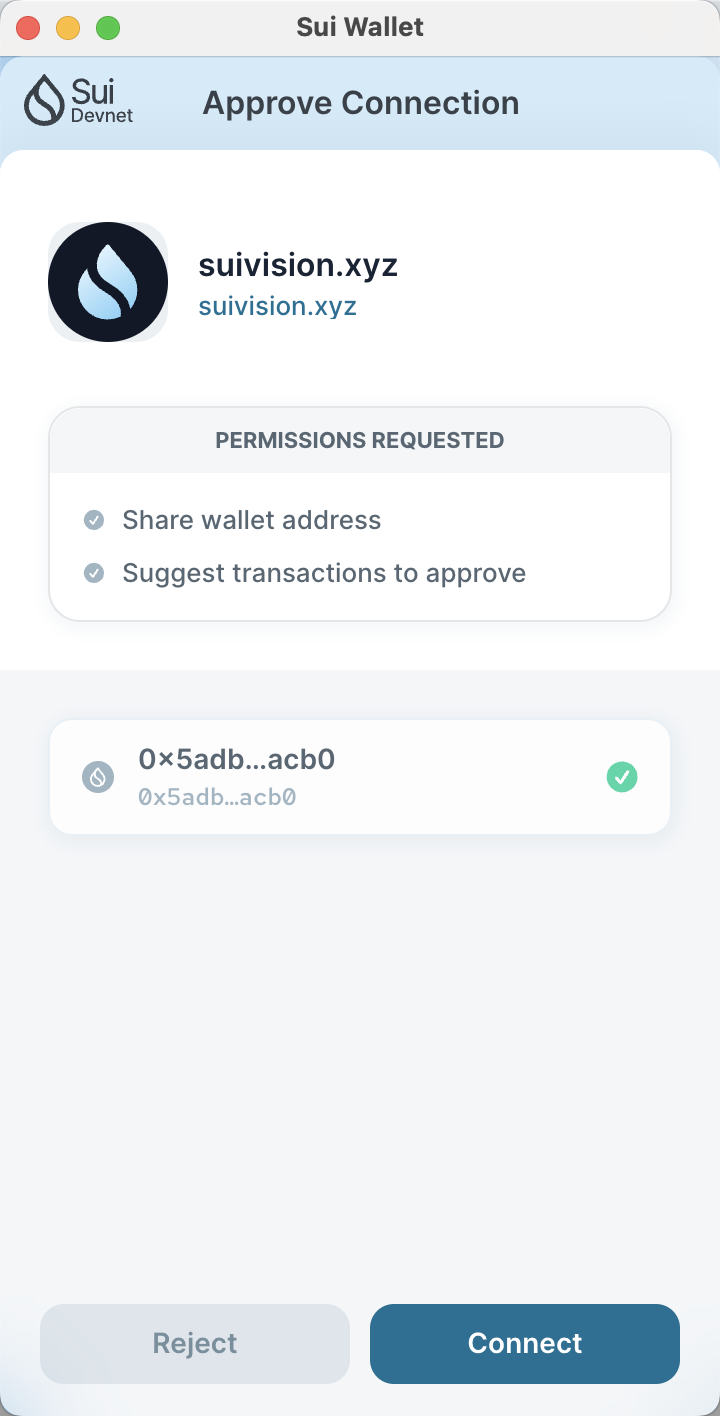 Sui Wallet
Sui
Devnet
Approve Connection
suivision.xyz
suivision.xyz
PERMISSIONS REQUESTED
Share wallet address
Suggest transactions to approve
0×5adb...acb0
0x5adb…acb0
Reject
Connect